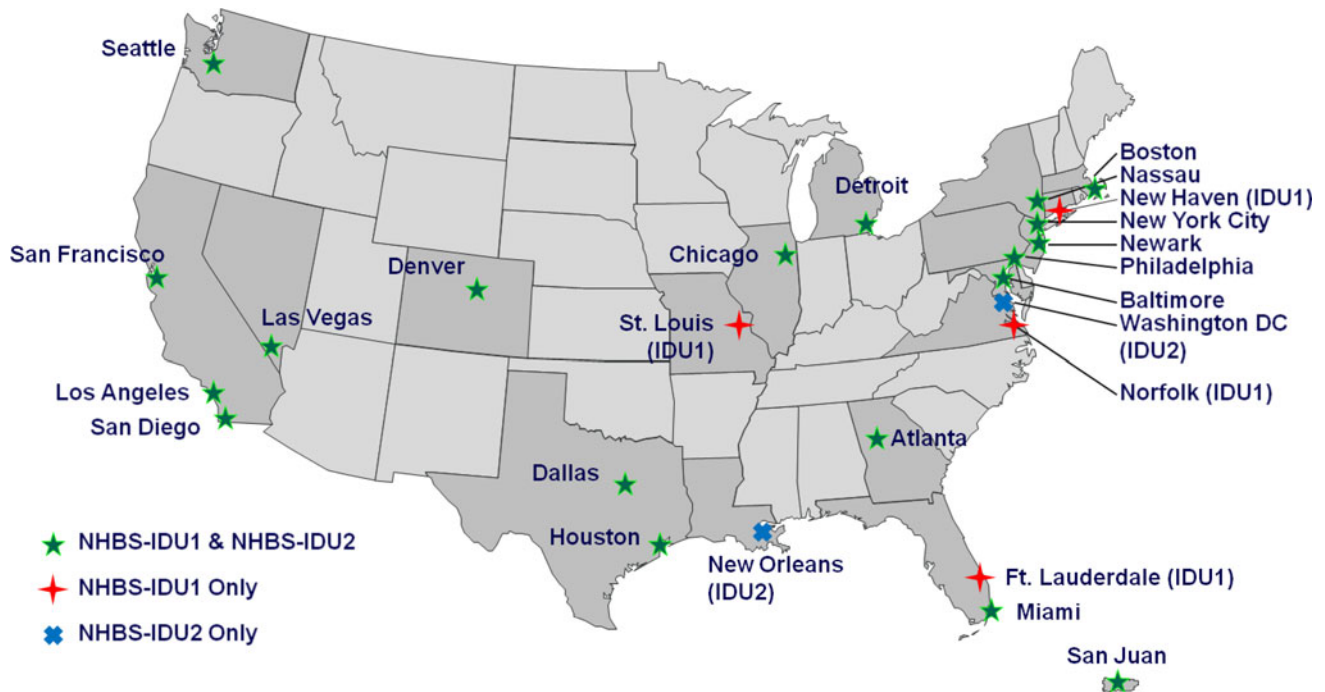 Seattle
Boston
Nassau
New Haven (IDU1)
New York City
Newark
Philadelphia
Baltimore
Washington DC
(IDU2)
Norfolk (IDU1)
Detroit
Chicago
San Francisco
Denver
Las Vegas
St. Louis
(IDU1)
Los Angeles
San Diego
Atlanta
Dallas
Houston
New Orleans
(IDU2)
Ft. Lauderdale (IDU1)
Miami
San Juan
NHBS-IDU1 & NHBS-IDU2
NHBS-IDU1 Only
NHBS-IDU2 Only